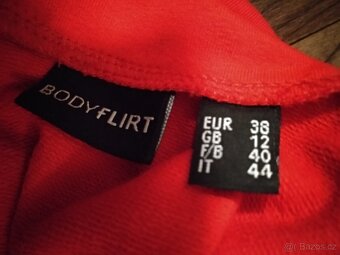 BODYFLIRT
EUR 38
GB 12
F/B 40
IT 44
© Bazos.cz